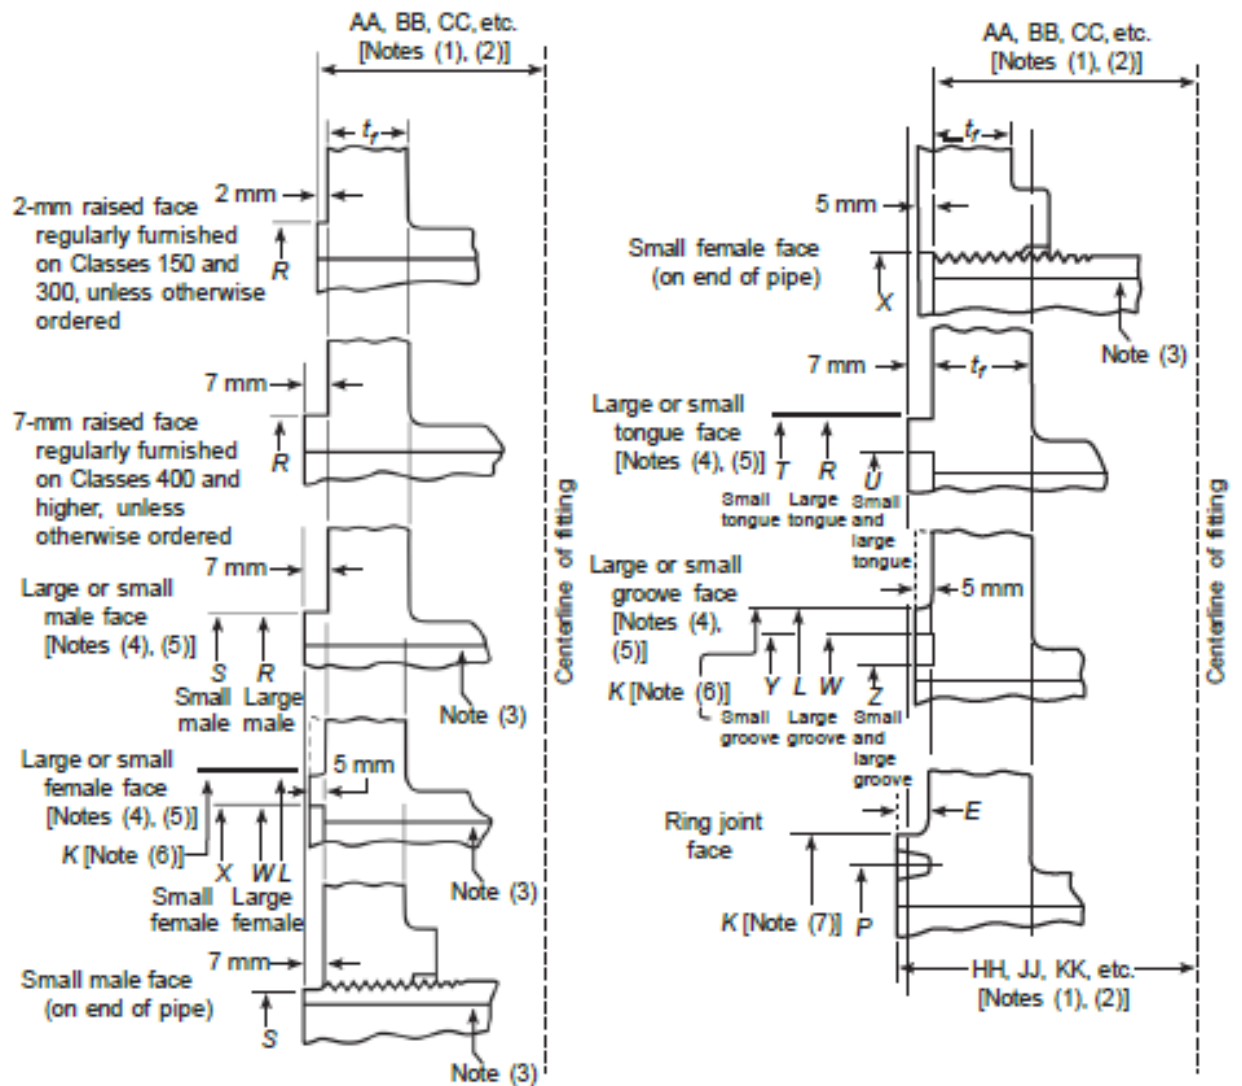 AA, BB, CC, etc.
[Notes (1), (2)]
t_f
2 mm
2-mm raised face
regularly furnished
on Classes 150 and
300, unless otherwise
ordered
R
7 mm
7-mm raised face
regularly furnished
on Classes 400 and
higher, unless
otherwise ordered
R
7 mm
Large or small
male face
[Notes (4), (5)]
S
R
Small Large
male male
Note (3)
Large or small
female face
[Notes (4), (5)]
5 mm
K [Note (6)]
X
W L
Small Large
female female
Note (3)
7 mm
Small male face
(on end of pipe)
S
Note (3)
Centerline of fitting
AA, BB, CC, etc.
[Notes (1), (2)]
t_f
5 mm
Small female face
(on end of pipe)
X
Note (3)
7 mm
t_f
Large or small
tongue face
[Notes (4), (5)]
T
R
U
Small Large Small
tongue tongue and
large
tongue
Large or small
groove face
[Notes (4),
(5)]
5 mm
K [Note (6)]
Y
L
W
Z
Small Large Small
groove groove and
large
groove
Ring joint
face
E
K [Note (7)]
P
HH, JJ, KK, etc.
[Notes (1), (2)]
Centerline of fitting